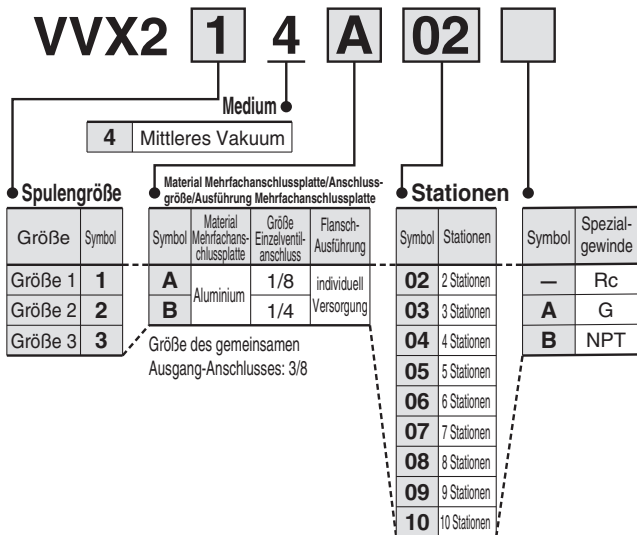 VVX2 1 4 A 02
Medium
4 Mittleres Vakuum
Spulengröße
Größe Symbol
Größe 1 1
Größe 2 2
Größe 3 3
Material Mehrfachanschlussplatte/Anschluss-
größe/Ausführung Mehrfachanschlussplatte
Symbol Material Mehrfachans-chlussplatte Größe Einzelventil-anschluss Flansch-Ausführung
A Aluminium 1/8 individuell Versorgung
B 1/4
Größe des gemeinsamen
Ausgang-Anschlusses: 3/8
Stationen
Symbol Stationen
02 2 Stationen
03 3 Stationen
04 4 Stationen
05 5 Stationen
06 6 Stationen
07 7 Stationen
08 8 Stationen
09 9 Stationen
10 10 Stationen
Symbol Spezial-gewinde
— Rc
A G
B NPT